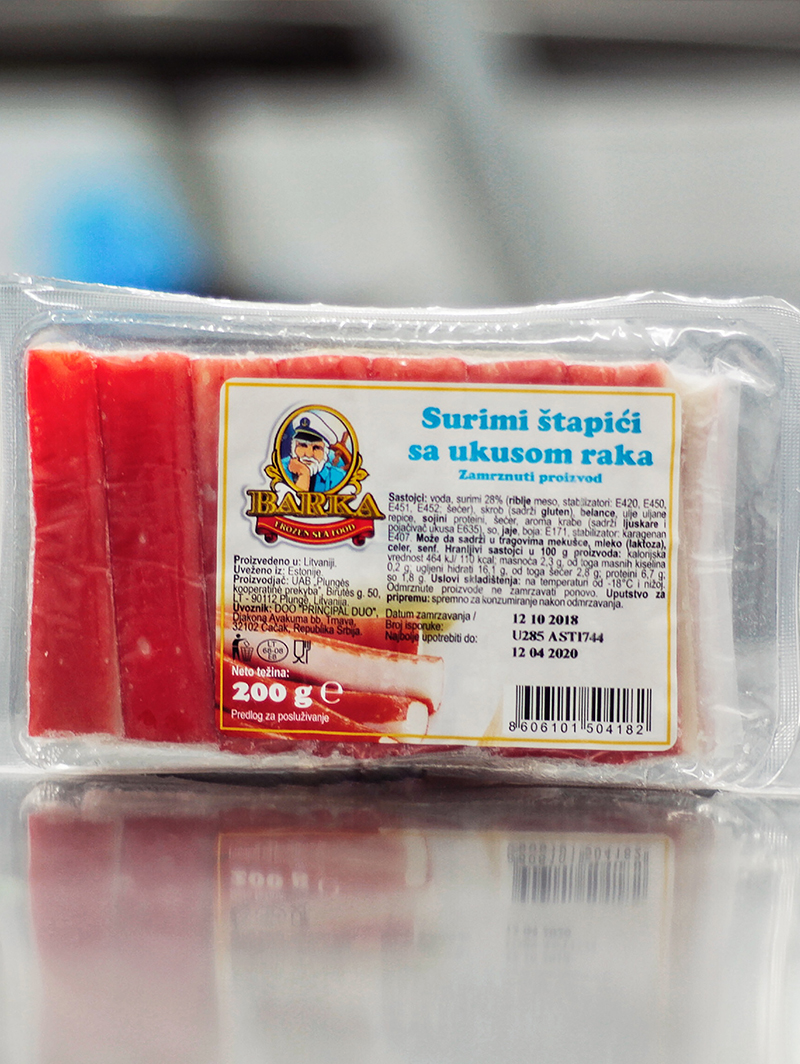 Surimi štapići
sa ukusom raka
Zamrznuti proizvod
BARKA
FROZEN SEA FOOD
Sastojci: voda, surimi 28% (riblje meso, stabilizatori: E420, E450,
E451, E452; šećer), skrob (sadrži gluten), belance, ulje uljane
repice, sojini proteini, šećer, aroma krabe (sadrži ljuskare i
pojačivač ukusa E635), so, jaje, boja: E171, stabilizator: karagenan
E407. Može da sadrži u tragovima mekušce, mleko (laktoza),
celer, senf. Hranljivi sastojci u 100 g proizvoda: kalorijska
vrednost 464 kJ/ 110 kcal; masnoća 2,3 g, od toga masnih kiselina
0,2 g; ugljeni hidrati 16,1 g, od toga šećer 2,8 g; proteini 6,7 g;
so 1,8 g. Uslovi skladištenja: na temperaturi od -18°C i nižoj.
Odmrznute proizvode ne zamrzavati ponovo. Uputstvo za
pripremu: spremno za konzumiranje nakon odmrzavanja.
Proizvedeno u: Litvaniji.
Uveženo iz: Estonije.
Proizvodjač: UAB „Plungės
kooperatinė prekyba", Birutės g. 50,
LT - 90112 Plungė, Litvanija.
Uvoznik: DOO "PRINCIPAL DUO",
Djakona Avakuma bb, Trnava,
32102 Čačak, Republika Srbija.
Datum zamrzavanja /
Broj isporuke:
Najbolje upotrebiti do:
12 10 2018
U285 AST1744
12 04 2020
LT
68-08
EB
Neto težina:
200 g e
Predlog za posluživanje
8 606101 504182